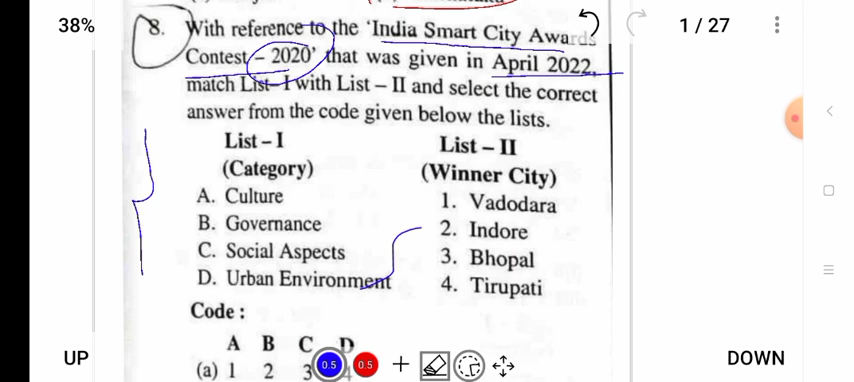 38%
1 / 27
8. With reference to the 'India Smart City Awards
Contest – 2020' that was given in April 2022,
match List–I with List – II and select the correct
answer from the code given below the lists.
List – I
List – II
(Category)
(Winner City)
A. Culture
1. Vadodara
B. Governance
2. Indore
C. Social Aspects
3. Bhopal
D. Urban Environment
4. Tirupati
Code :
A B C D
UP
0.5
0.5
DOWN
(a) 1 2 3